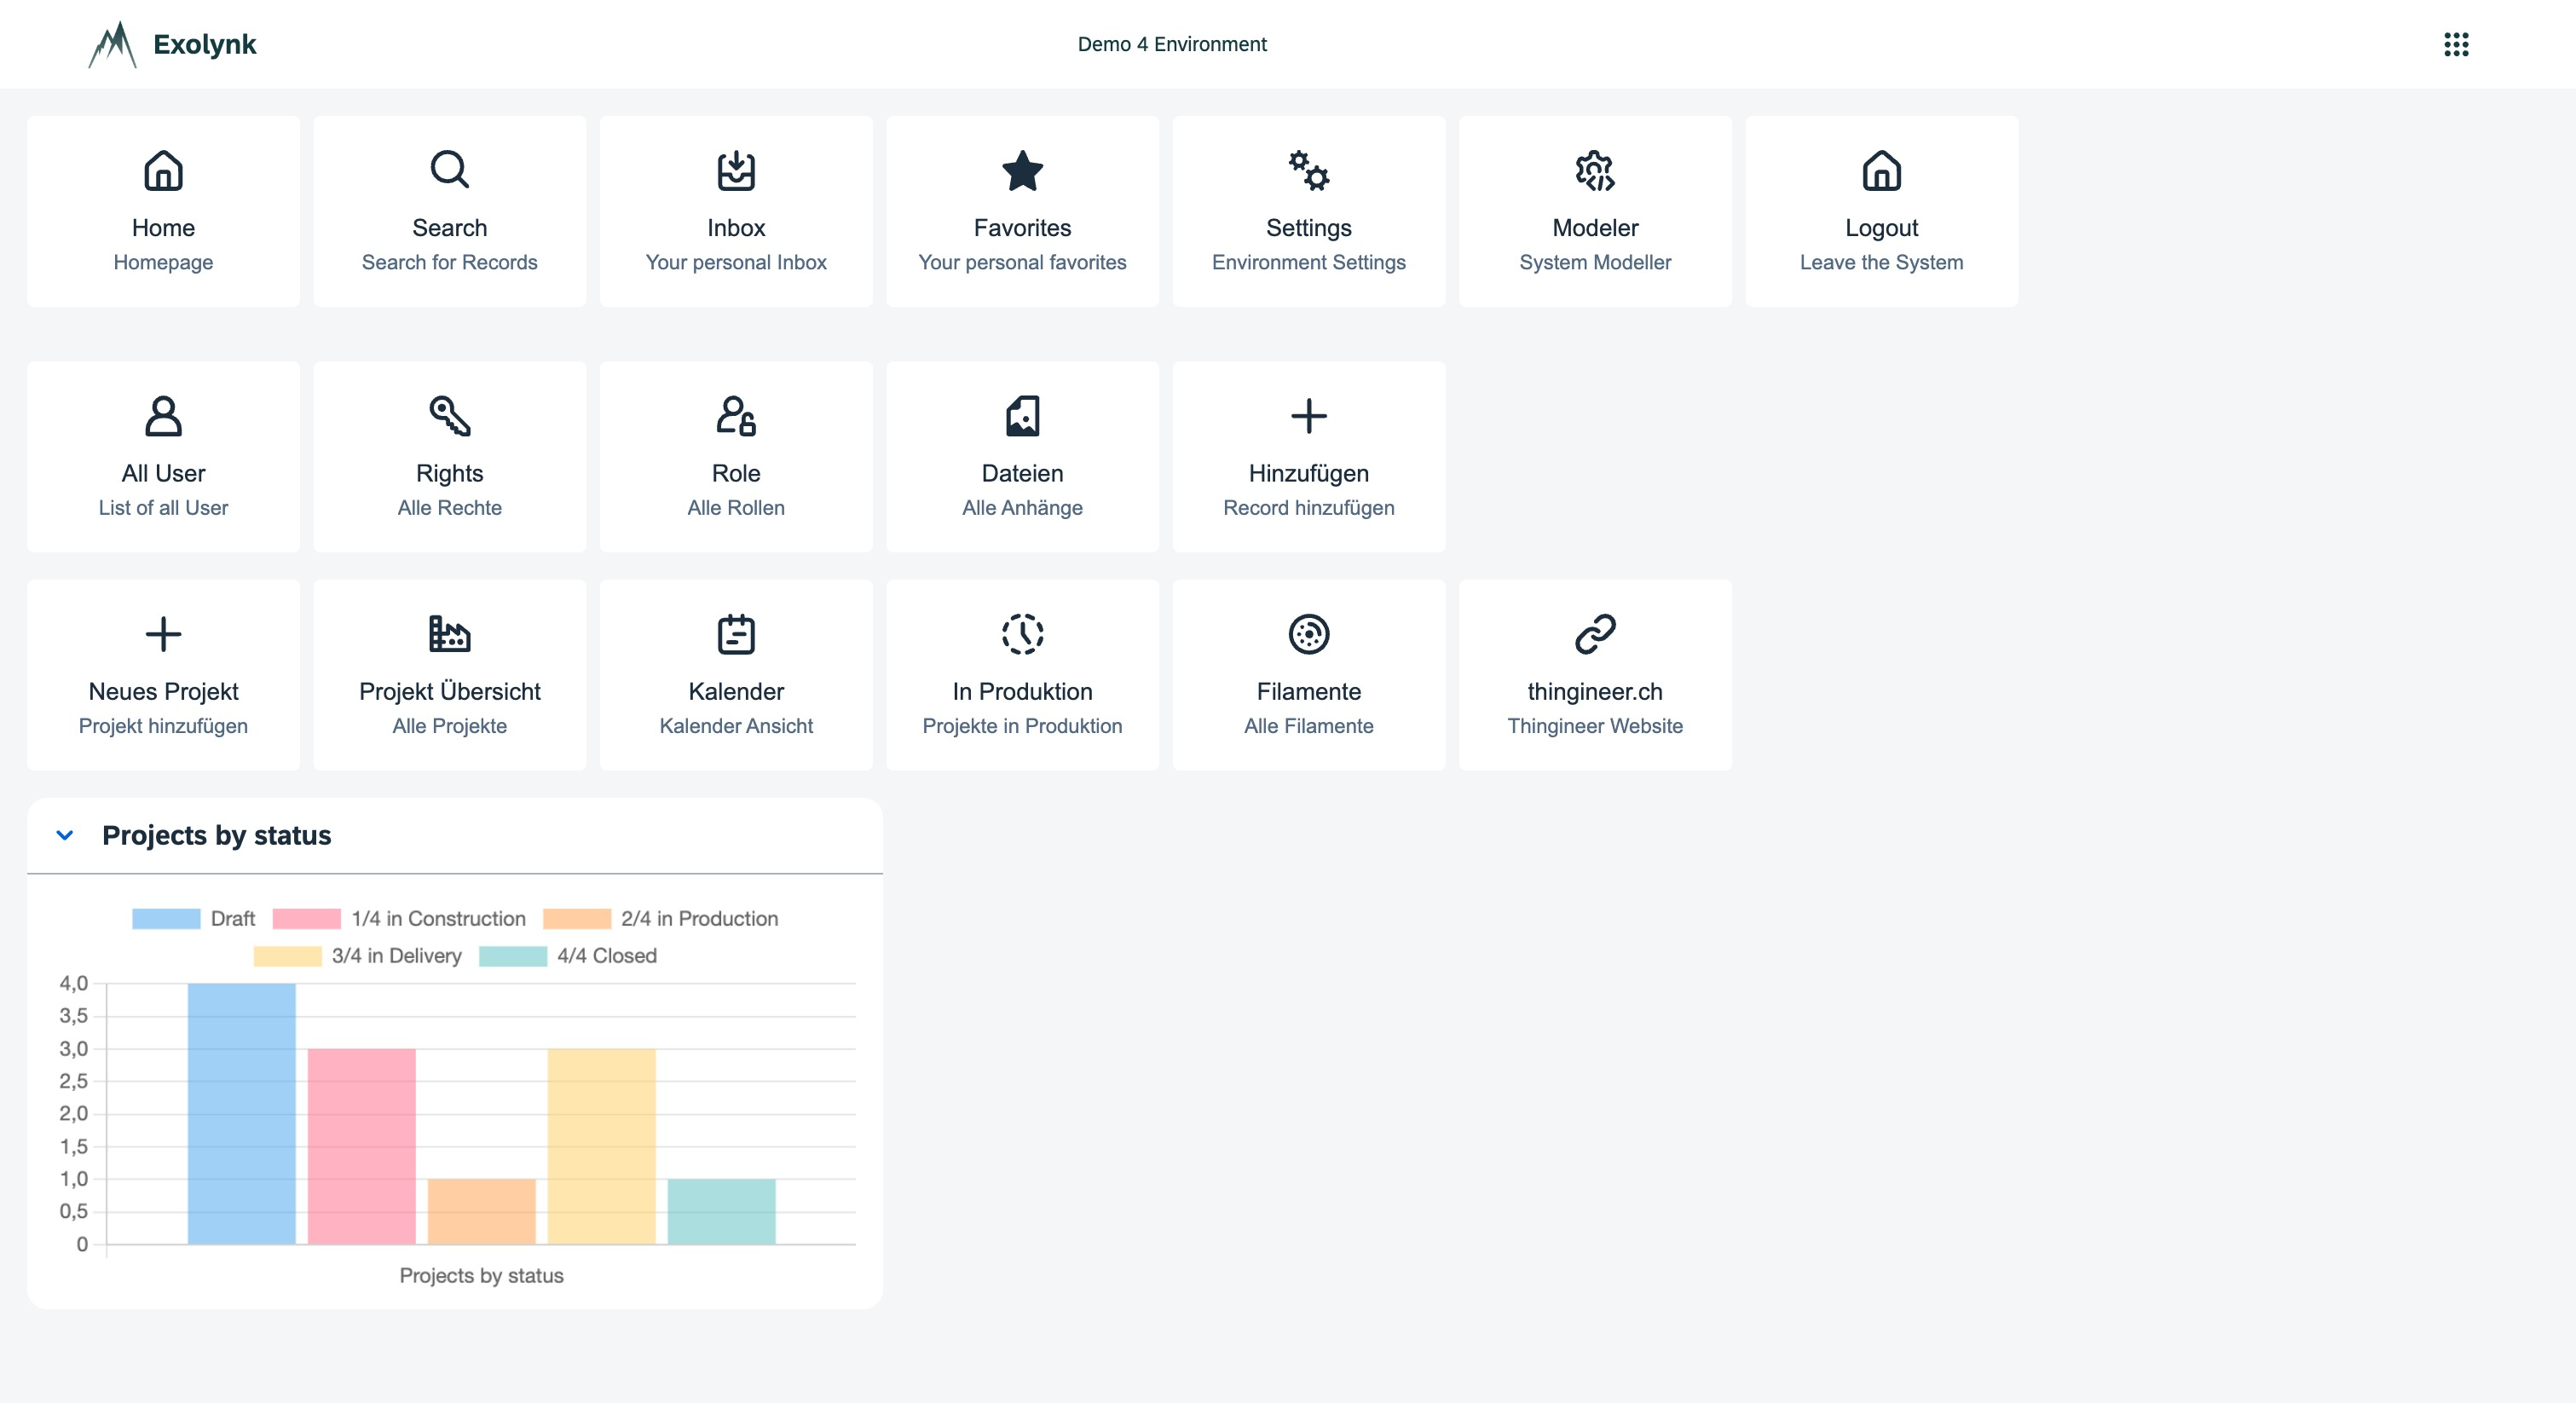 Exolynk
Demo 4 Environment
Home
Homepage
Search
Search for Records
Inbox
Your personal Inbox
Favorites
Your personal favorites
Settings
Environment Settings
Modeler
System Modeller
Logout
Leave the System
All User
List of all User
Rights
Alle Rechte
Role
Alle Rollen
Dateien
Alle Anhänge
Hinzufügen
Record hinzufügen
Neues Projekt
Projekt hinzufügen
Projekt Übersicht
Alle Projekte
Kalender
Kalender Ansicht
In Produktion
Projekte in Produktion
Filamente
Alle Filamente
thingineer.ch
Thingineer Website
Projects by status
Draft 1/4 in Construction 2/4 in Production
3/4 in Delivery 4/4 Closed
4,0
3,5
3,0
2,5
2,0
1,5
1,0
0,5
0
Projects by status